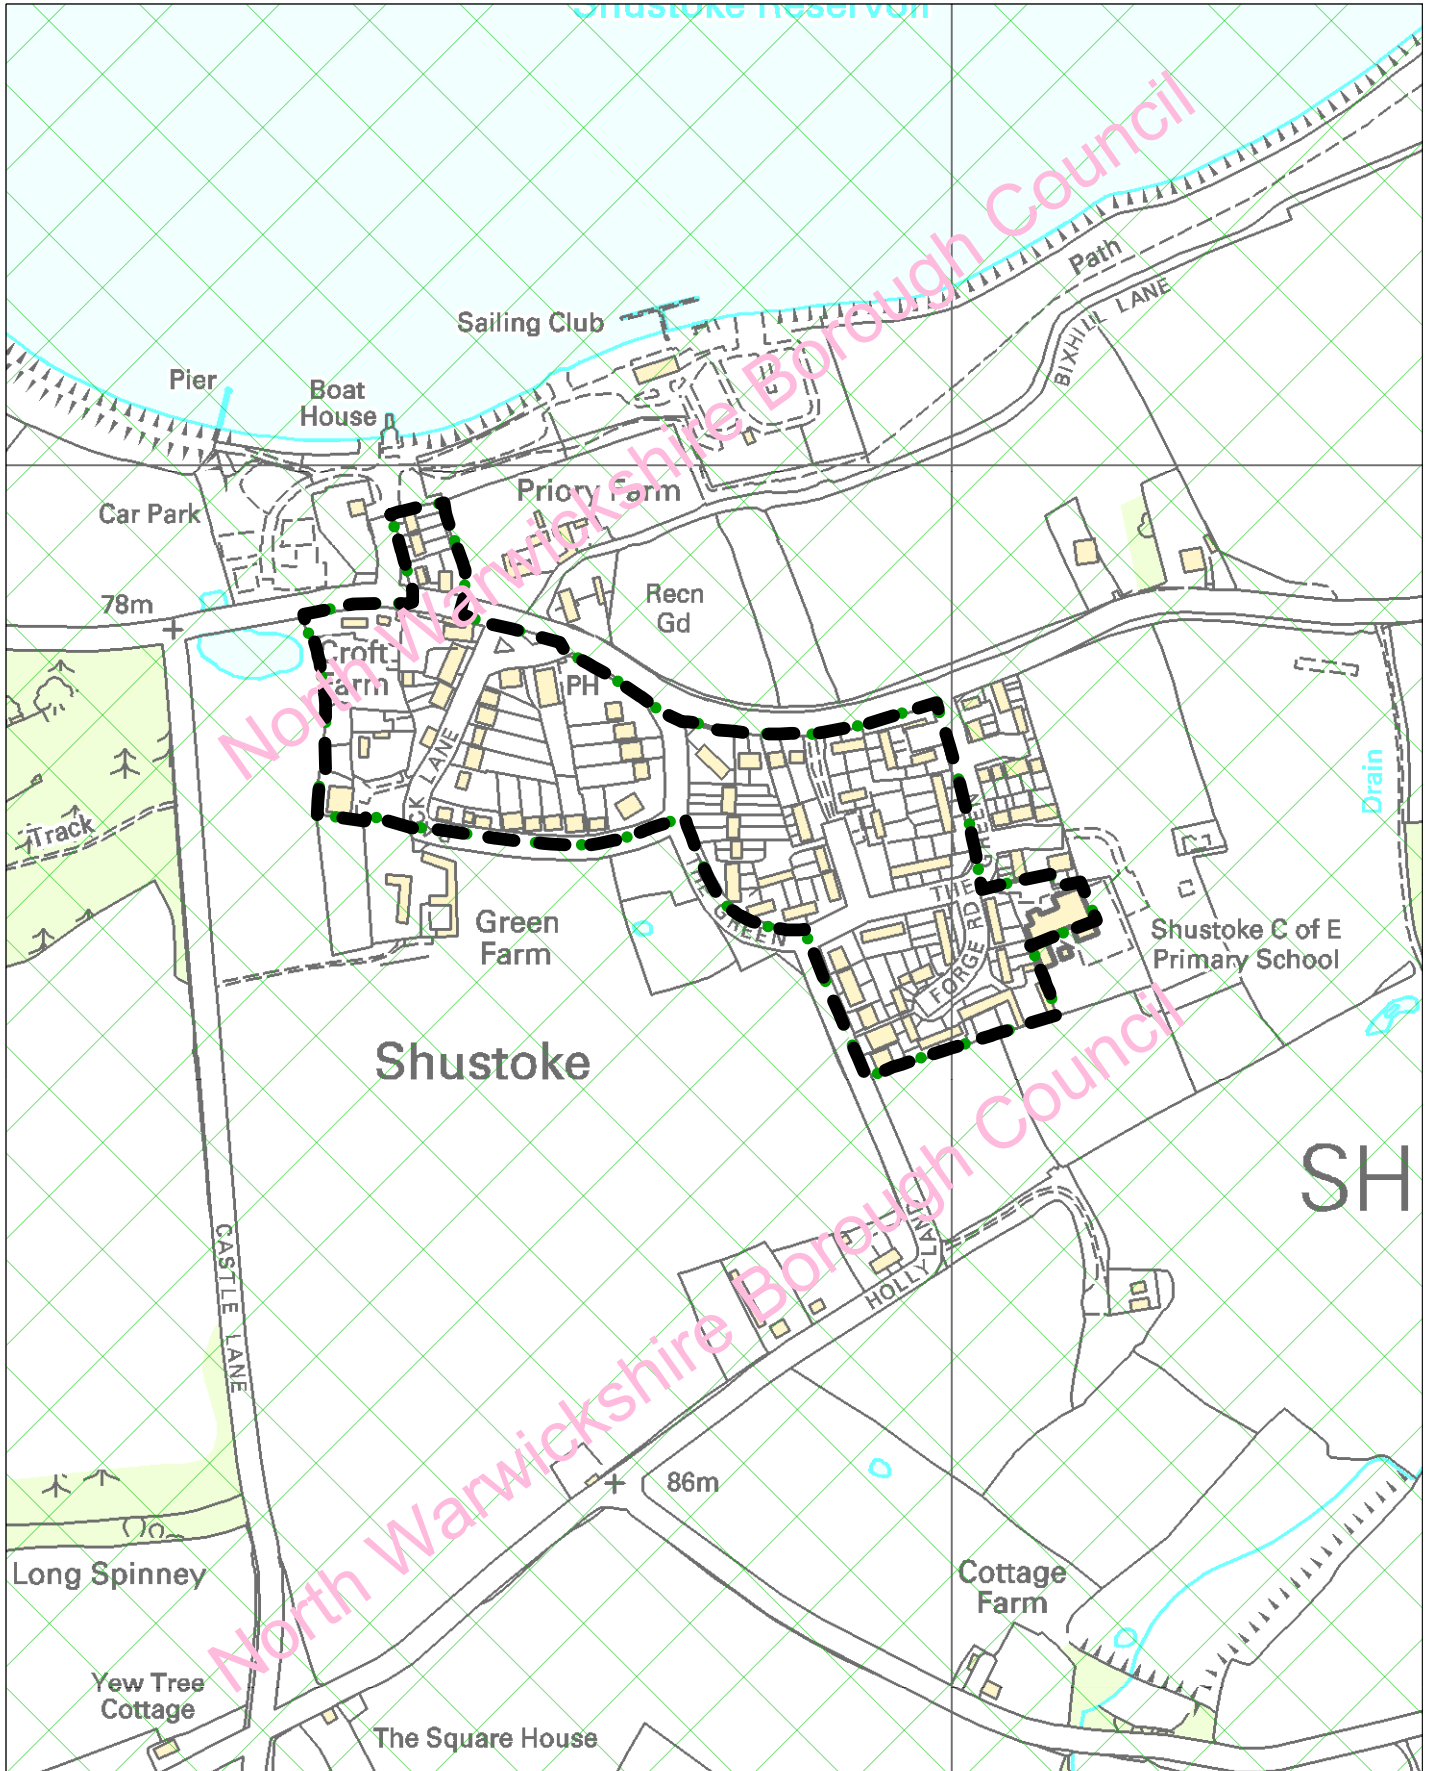 Shustoke Reservoir
North Warwickshire Borough Council
Path
BIXHILL LANE
Sailing Club
Pier
Boat
House
Priory Farm
Car Park
78m
Recn
Gd
Croft
Farm
PH
LANE
Drain
Track
THE GREEN
THE GREEN
FORGE RD
Green
Farm
Shustoke C of E
Primary School
Shustoke
North Warwickshire Borough Council
SH
CASTLE LANE
HOLLY LANE
86m
Long Spinney
Cottage
Farm
Yew Tree
Cottage
The Square House